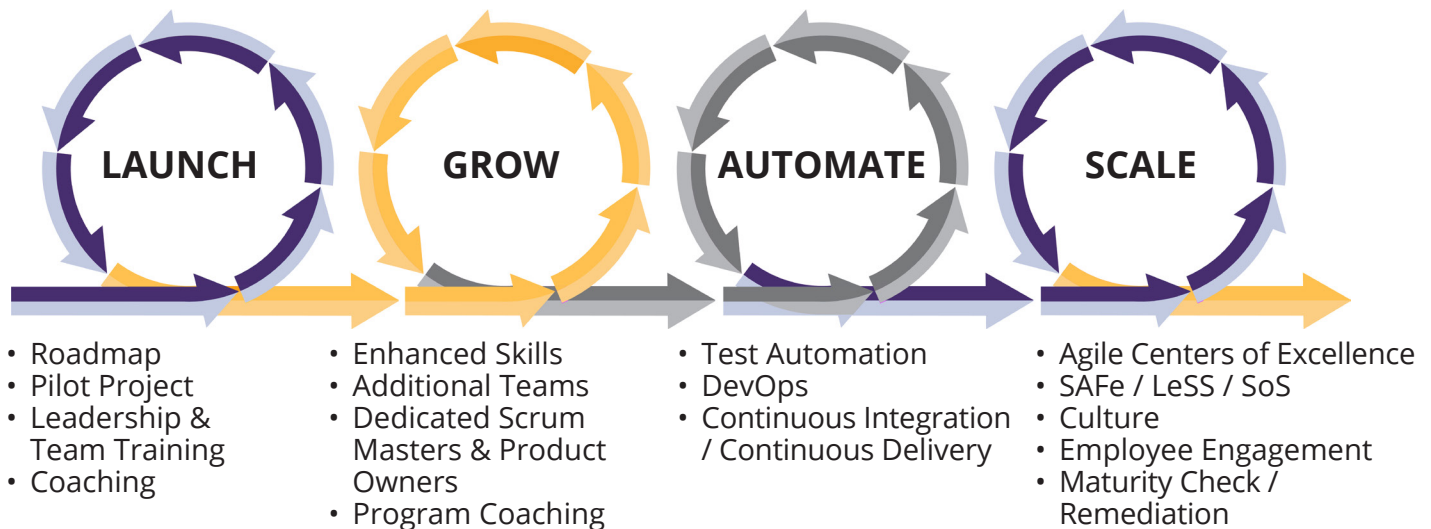 LAUNCH
GROW
AUTOMATE
SCALE
• Roadmap
• Pilot Project
• Leadership &
Team Training
• Coaching
• Enhanced Skills
• Additional Teams
• Dedicated Scrum
Masters & Product
Owners
• Program Coaching
• Test Automation
• DevOps
• Continuous Integration
/ Continuous Delivery
• Agile Centers of Excellence
• SAFe / LeSS / SoS
• Culture
• Employee Engagement
• Maturity Check /
Remediation